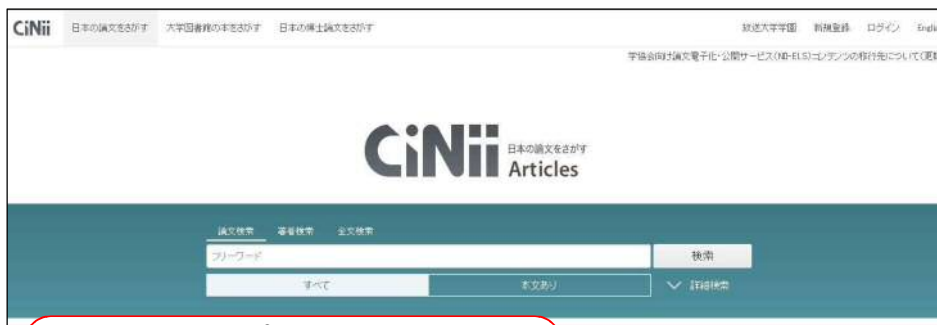 CiNii 日本の論文をさがす 大学図書館の本をさがす 日本の博士論文をさがす 放送大学学園 新規登録 ログイン Engli
学協会向け論文電子化・公開サービス(NII-ELS)コンテンツの移行先について(更新
CiNii 日本の論文をさがす
Articles
論文検索 著者検索 全文検索
フリーワード 検索
すべて 本文あり 詳細検索